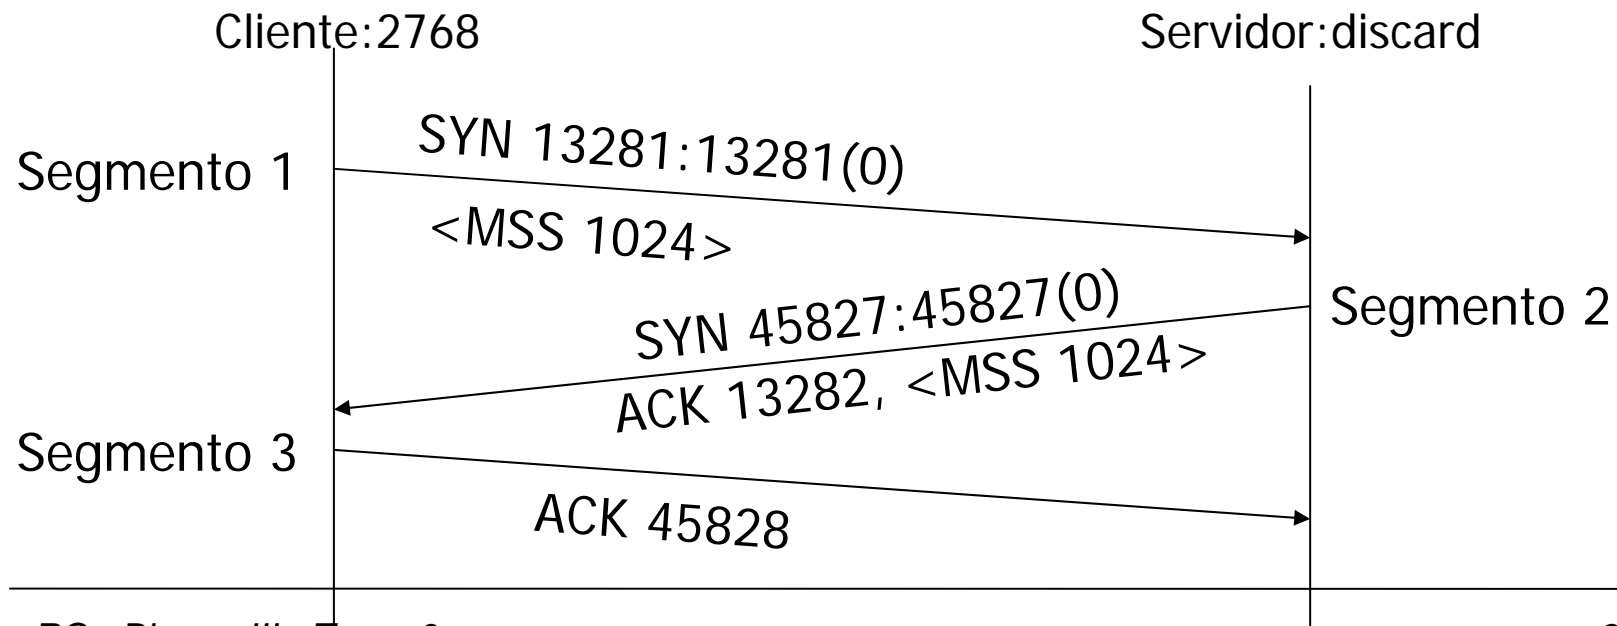 Cliente:2768
Servidor:discard
SYN 13281:13281(0)
Segmento 1
<MSS 1024>
SYN 45827:45827(0)
Segmento 2
ACK 13282, <MSS 1024>
Segmento 3
ACK 45828